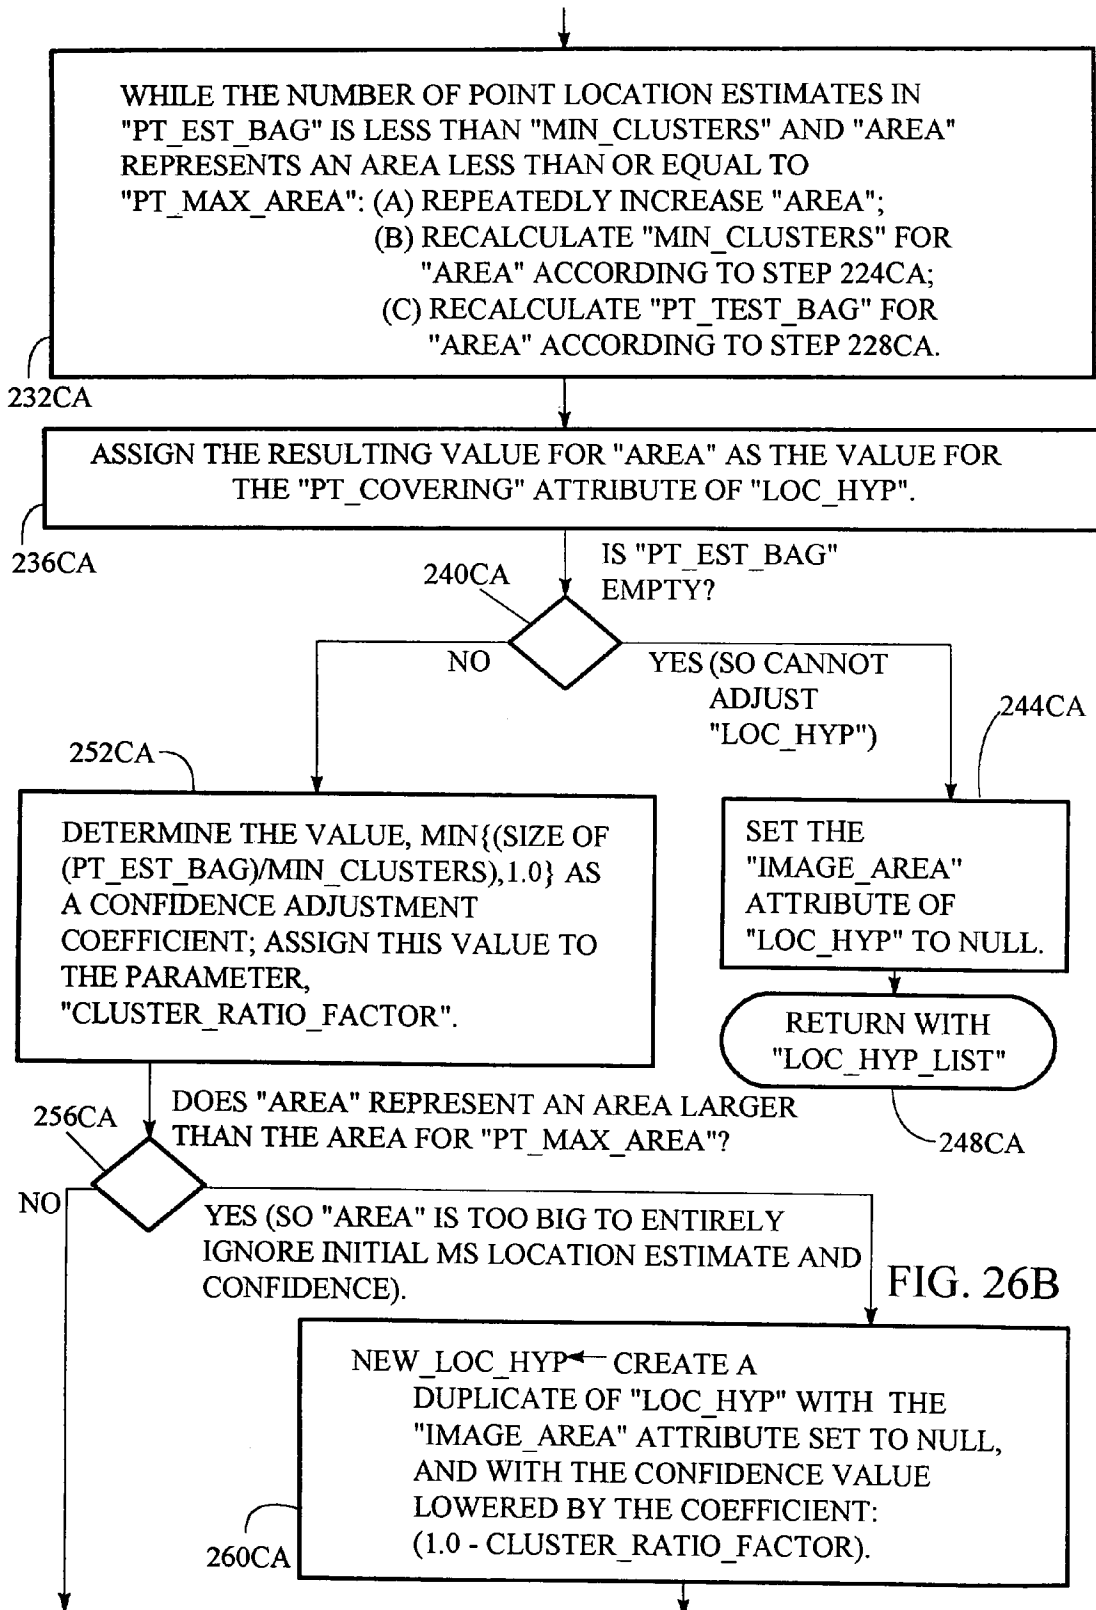 WHILE THE NUMBER OF POINT LOCATION ESTIMATES IN
"PT_EST_BAG" IS LESS THAN "MIN_CLUSTERS" AND "AREA"
REPRESENTS AN AREA LESS THAN OR EQUAL TO
"PT_MAX_AREA": (A) REPEATEDLY INCREASE "AREA";
(B) RECALCULATE "MIN_CLUSTERS" FOR
"AREA" ACCORDING TO STEP 224CA;
(C) RECALCULATE "PT_TEST_BAG" FOR
"AREA" ACCORDING TO STEP 228CA.
232CA
ASSIGN THE RESULTING VALUE FOR "AREA" AS THE VALUE FOR
THE "PT_COVERING" ATTRIBUTE OF "LOC_HYP".
236CA
IS "PT_EST_BAG"
EMPTY?
240CA
NO
YES (SO CANNOT
ADJUST
"LOC_HYP")
244CA
252CA
DETERMINE THE VALUE, MIN{(SIZE OF
(PT_EST_BAG)/MIN_CLUSTERS),1.0} AS
A CONFIDENCE ADJUSTMENT
COEFFICIENT; ASSIGN THIS VALUE TO
THE PARAMETER,
"CLUSTER_RATIO_FACTOR".
SET THE
"IMAGE_AREA"
ATTRIBUTE OF
"LOC_HYP" TO NULL.
RETURN WITH
"LOC_HYP_LIST"
248CA
DOES "AREA" REPRESENT AN AREA LARGER
THAN THE AREA FOR "PT_MAX_AREA"?
256CA
NO
YES (SO "AREA" IS TOO BIG TO ENTIRELY
IGNORE INITIAL MS LOCATION ESTIMATE AND
CONFIDENCE).
FIG. 26B
NEW_LOC_HYP← CREATE A
DUPLICATE OF "LOC_HYP" WITH THE
"IMAGE_AREA" ATTRIBUTE SET TO NULL,
AND WITH THE CONFIDENCE VALUE
LOWERED BY THE COEFFICIENT:
(1.0 - CLUSTER_RATIO_FACTOR).
260CA